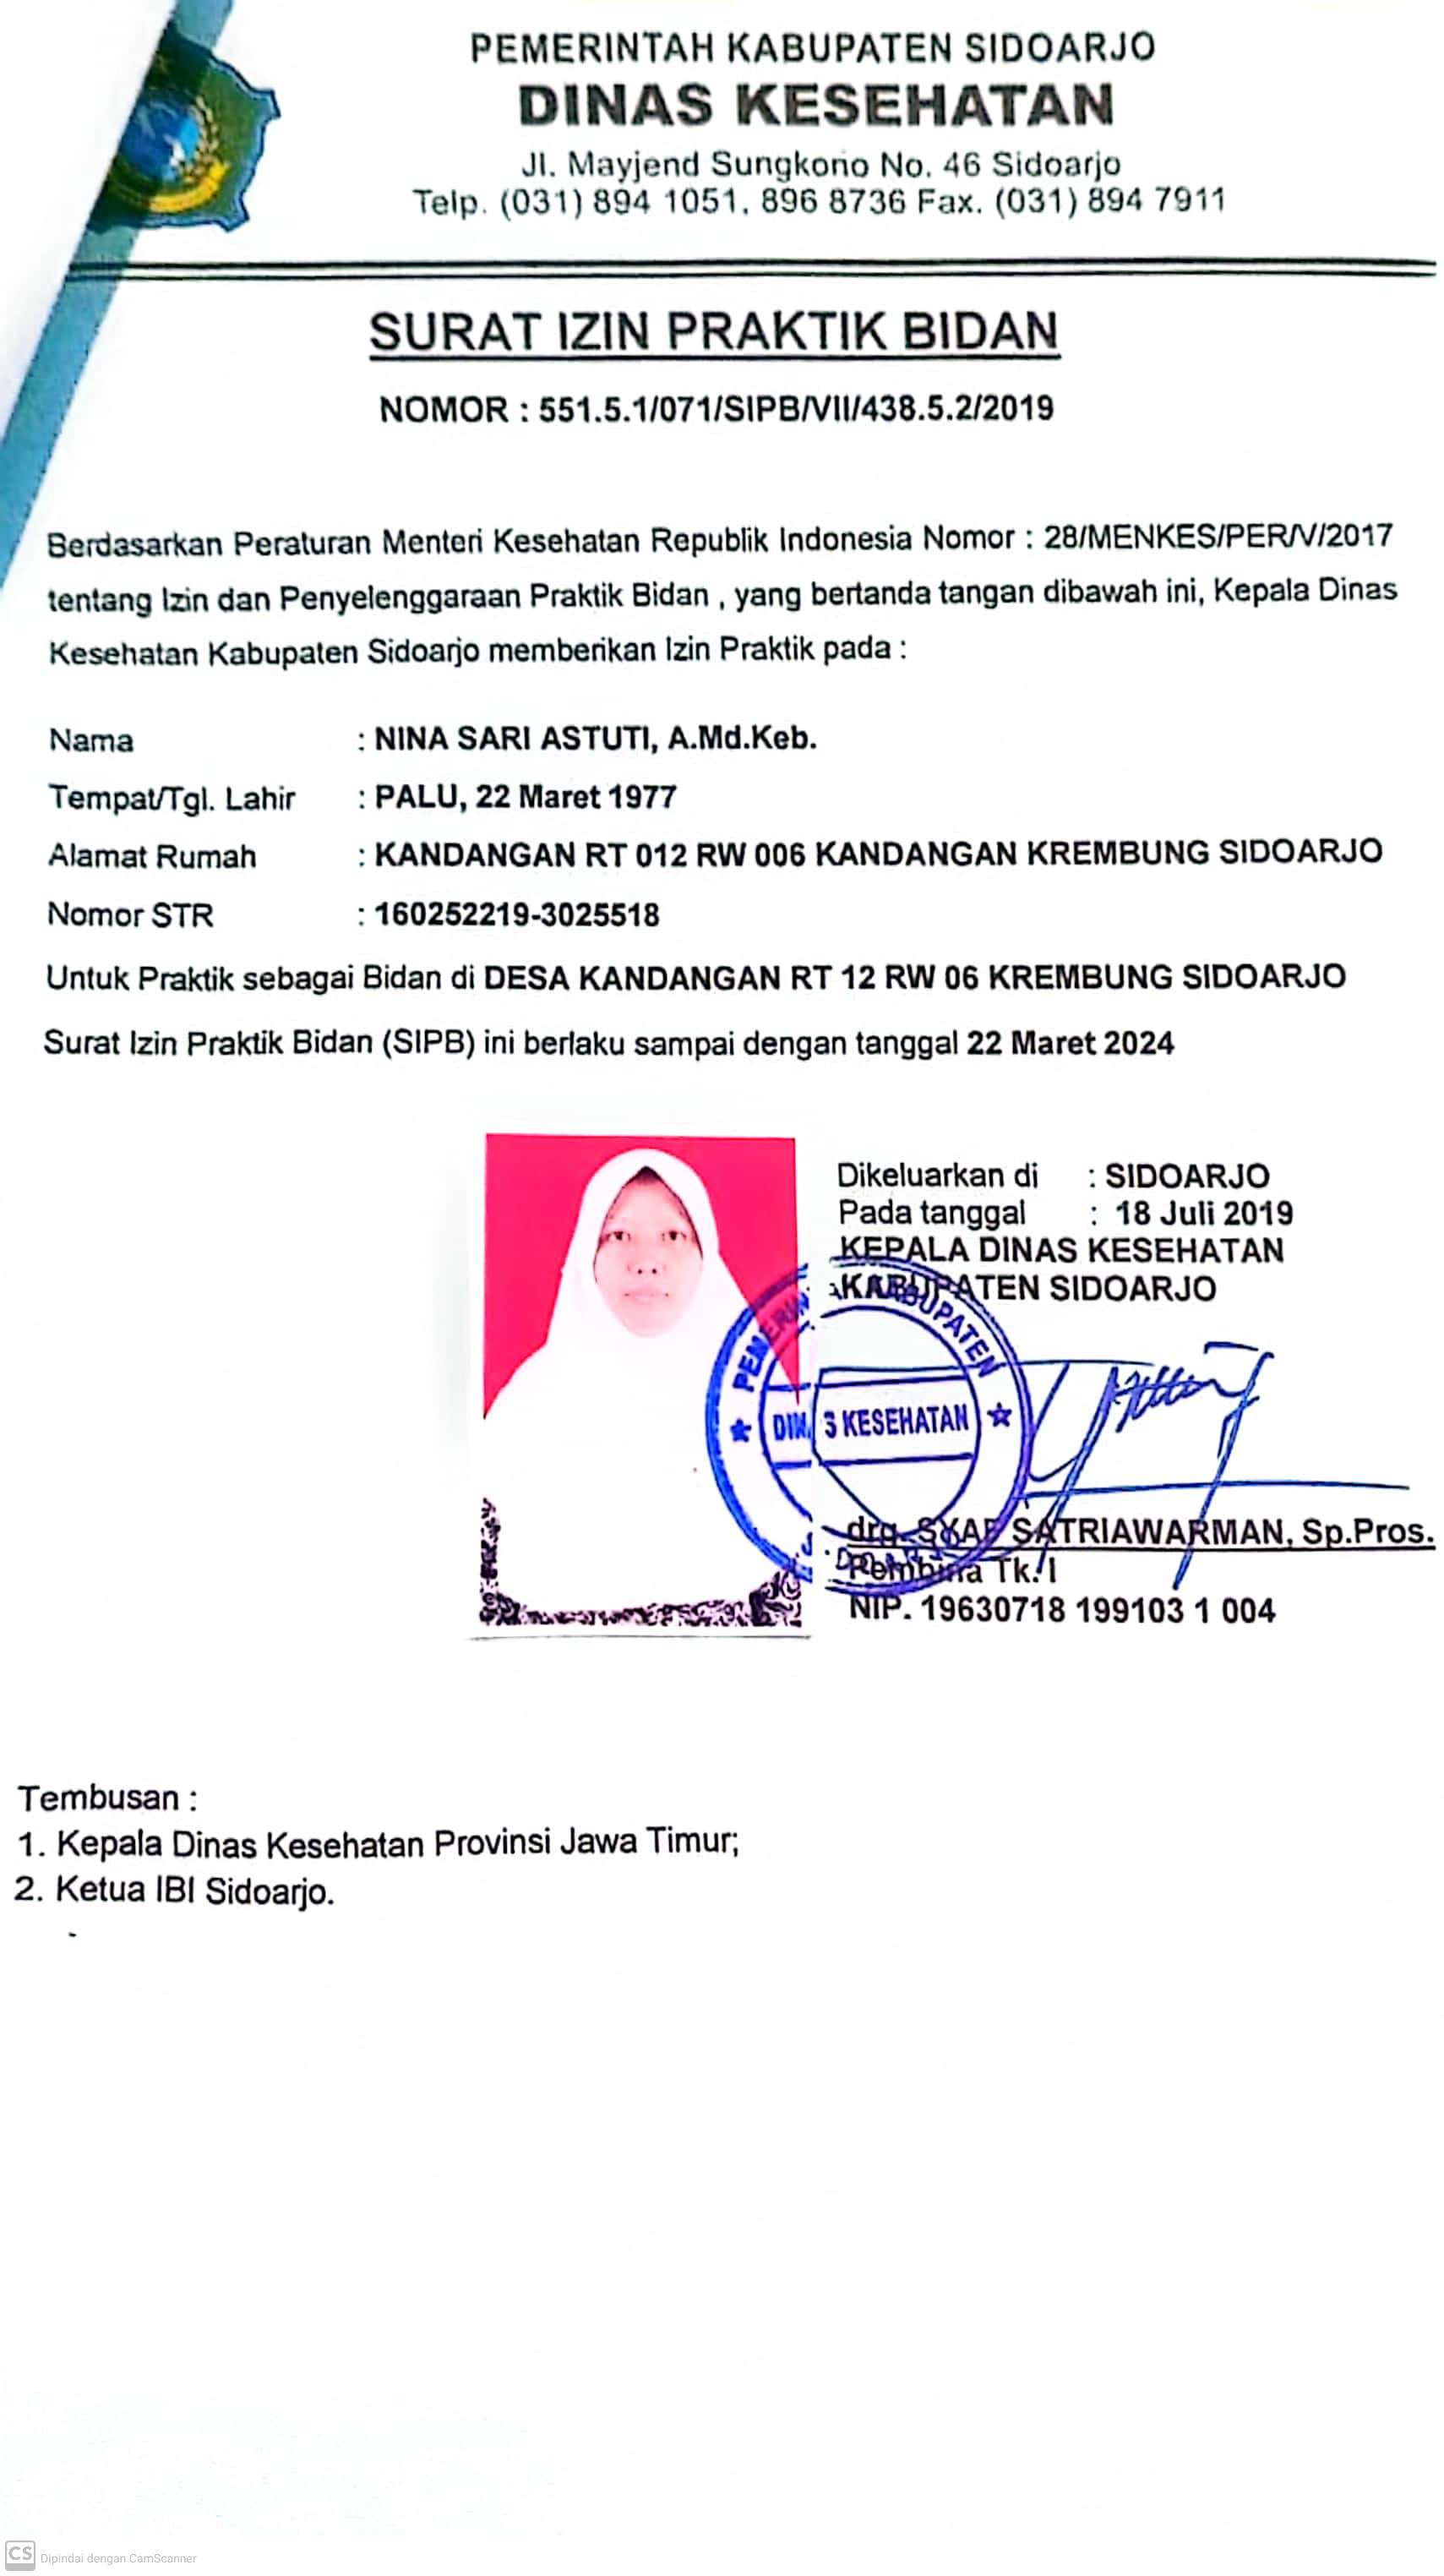 PEMERINTAH KABUPATEN SIDOARJO
DINAS KESEHATAN
Jl. Mayjend Sungkono No. 46 Sidoarjo
Telp. (031) 894 1051, 896 8736 Fax. (031) 894 7911
SURAT IZIN PRAKTIK BIDAN
NOMOR : 551.5.1/071/SIPB/VII/438.5.2/2019
Berdasarkan Peraturan Menteri Kesehatan Republik Indonesia Nomor : 28/MENKES/PER/V/2017
tentang Izin dan Penyelenggaraan Praktik Bidan , yang bertanda tangan dibawah ini, Kepala Dinas
Kesehatan Kabupaten Sidoarjo memberikan Izin Praktik pada :
Nama : NINA SARI ASTUTI, A.Md.Keb.
Tempat/Tgl. Lahir : PALU, 22 Maret 1977
Alamat Rumah : KANDANGAN RT 012 RW 006 KANDANGAN KREMBUNG SIDOARJO
Nomor STR : 160252219-3025518
Untuk Praktik sebagai Bidan di DESA KANDANGAN RT 12 RW 06 KREMBUNG SIDOARJO
Surat Izin Praktik Bidan (SIPB) ini berlaku sampai dengan tanggal 22 Maret 2024
Dikeluarkan di : SIDOARJO
Pada tanggal : 18 Juli 2019
KEPALA DINAS KESEHATAN
KABUPATEN SIDOARJO
KABUPATEN
KESEHATAN
drg. SYAF SATRIAWARMAN, Sp.Pros.
Pembina Tk. I
NIP. 19630718 199103 1 004
Tembusan :
1. Kepala Dinas Kesehatan Provinsi Jawa Timur;
2. Ketua IBI Sidoarjo.
CS Dipindai dengan CamScanner